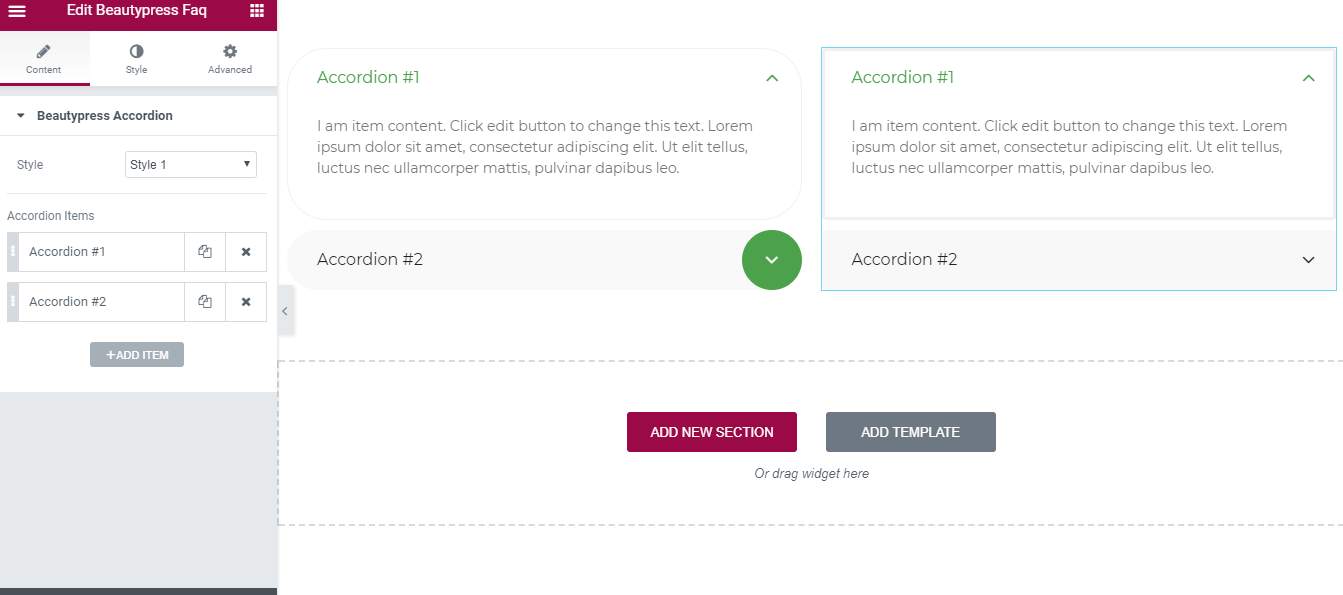 Edit Beautypress Faq
Content
Style
Advanced
Beautypress Accordion
Style
Style 1
Accordion Items
Accordion #1
Accordion #2
+ADD ITEM
Accordion #1
I am item content. Click edit button to change this text. Lorem
ipsum dolor sit amet, consectetur adipiscing elit. Ut elit tellus,
luctus nec ullamcorper mattis, pulvinar dapibus leo.
Accordion #2
Accordion #1
I am item content. Click edit button to change this text. Lorem
ipsum dolor sit amet, consectetur adipiscing elit. Ut elit tellus,
luctus nec ullamcorper mattis, pulvinar dapibus leo.
Accordion #2
ADD NEW SECTION
ADD TEMPLATE
Or drag widget here